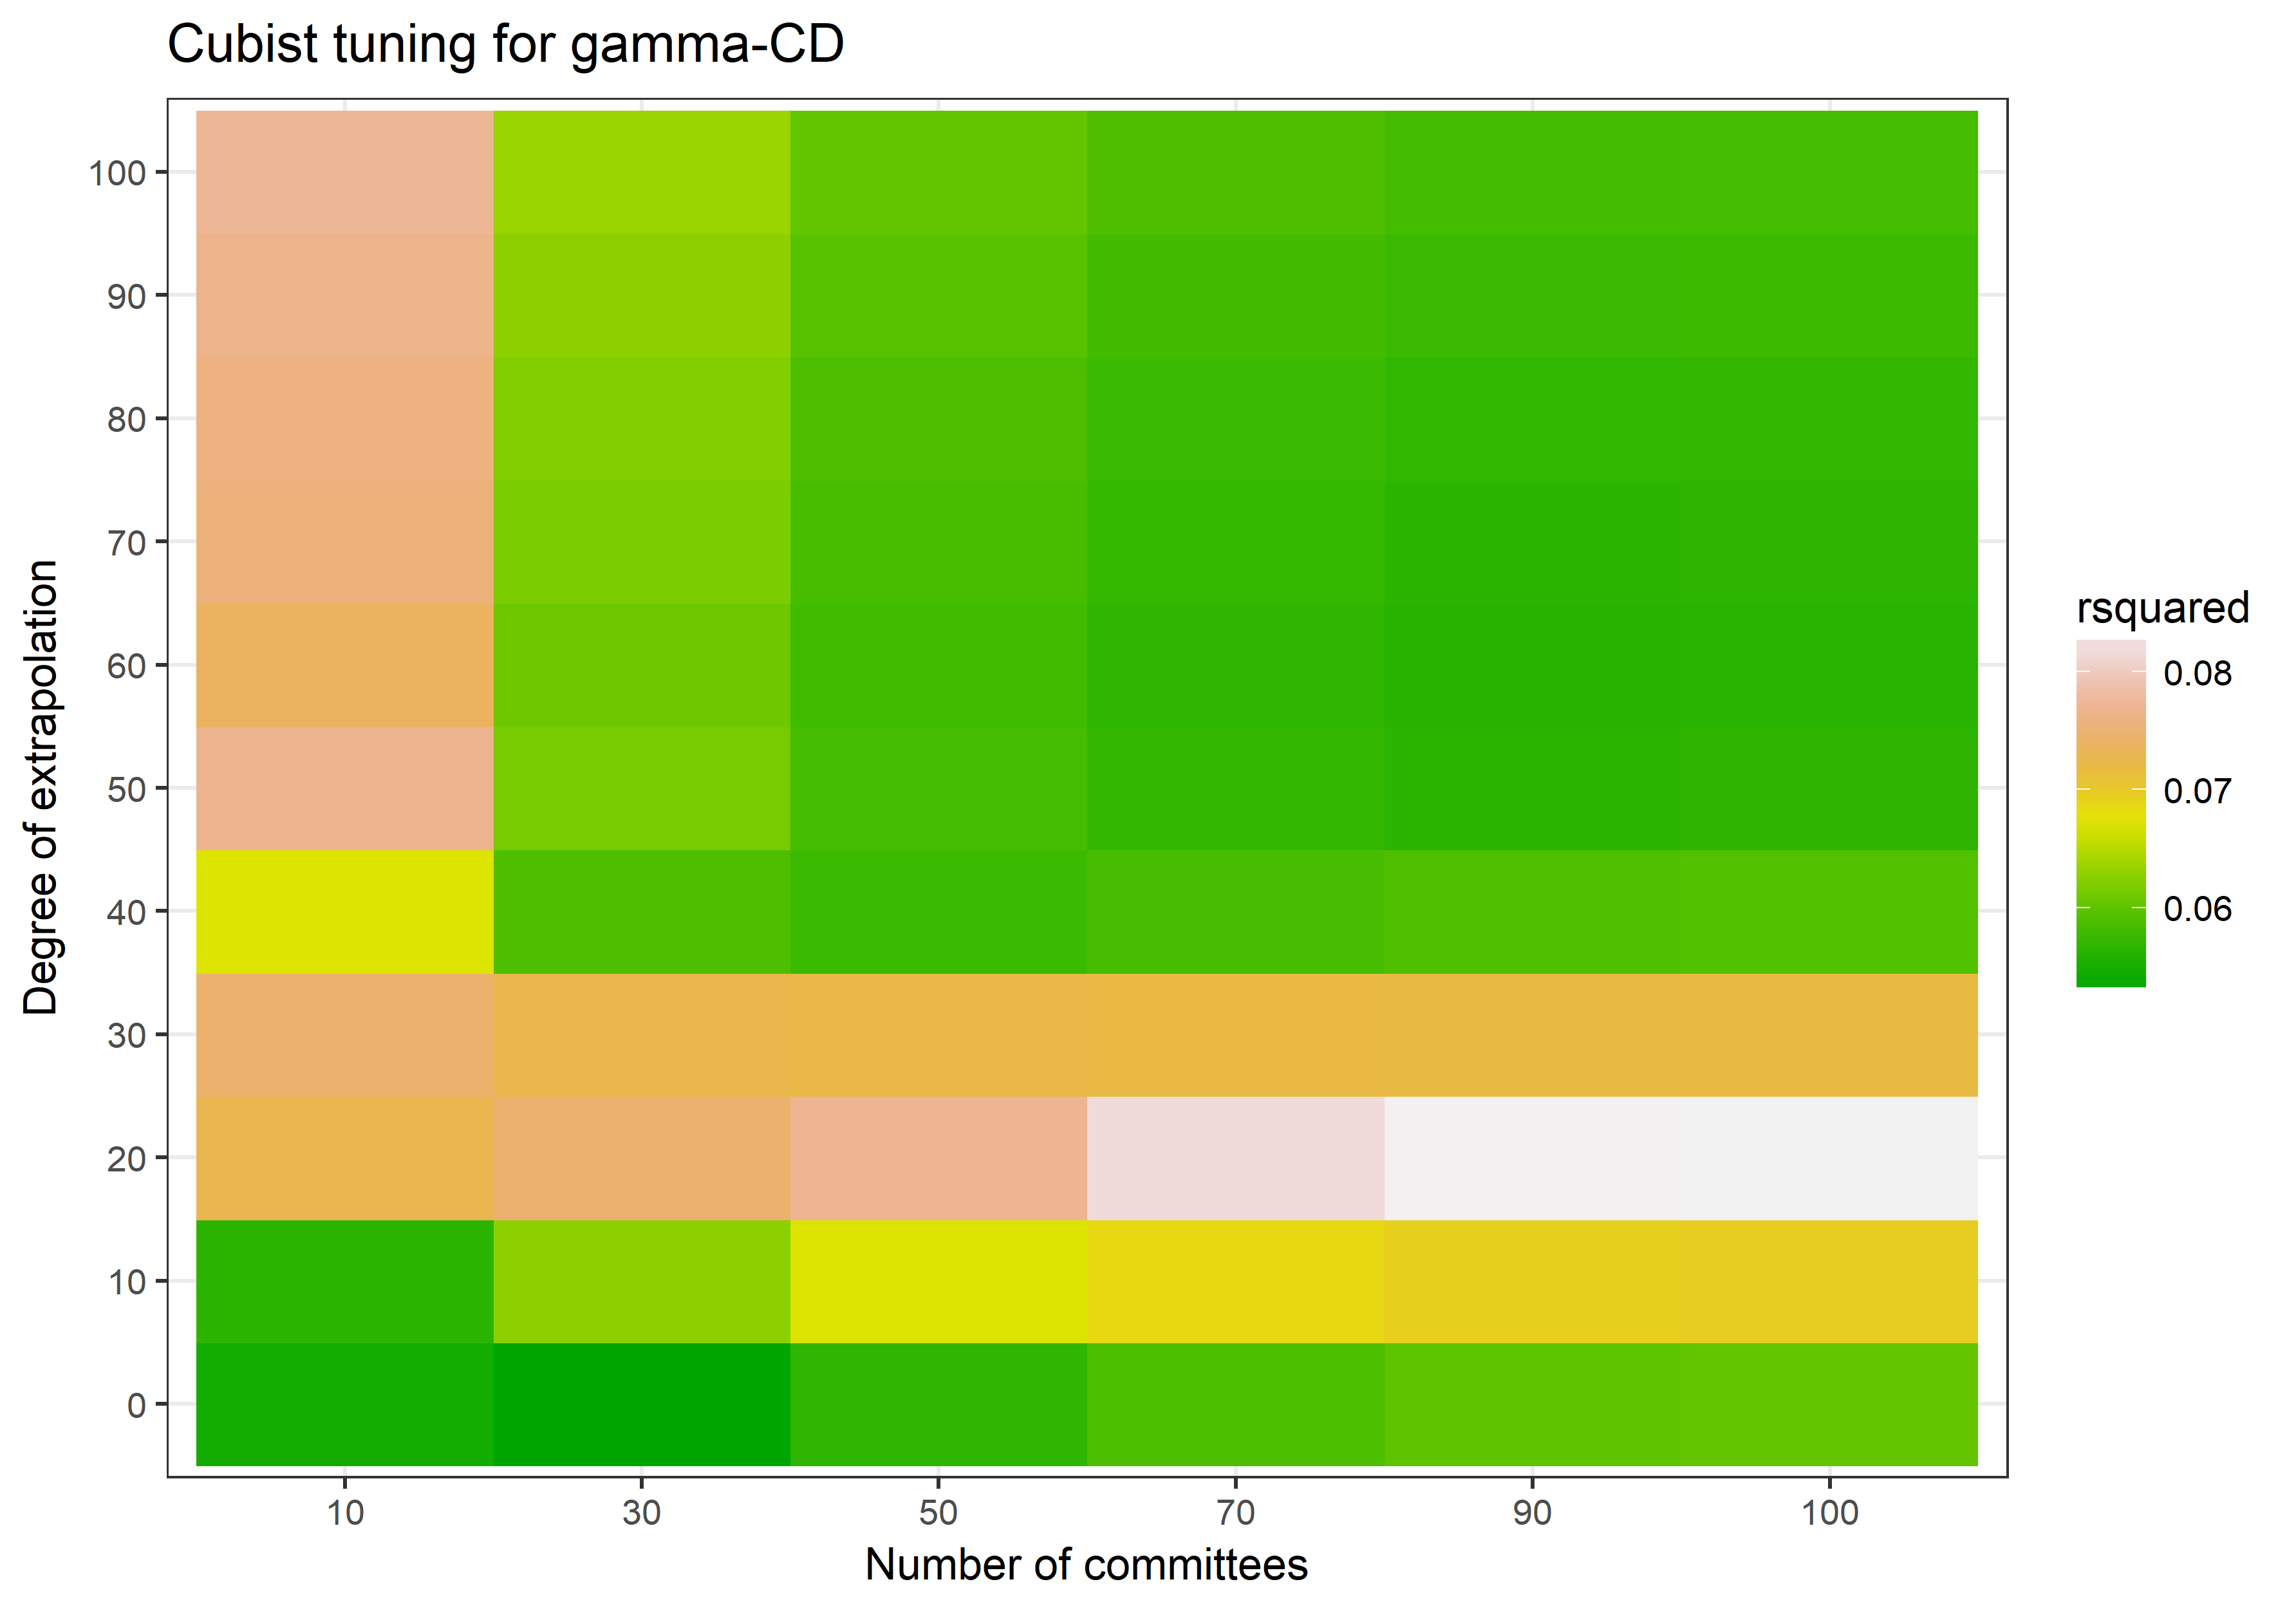 Cubist tuning for gamma-CD
Degree of extrapolation
100
90
80
70
60
50
40
30
20
10
0
10 30 50 70 90 100
Number of committees
rsquared
0.08
0.07
0.06